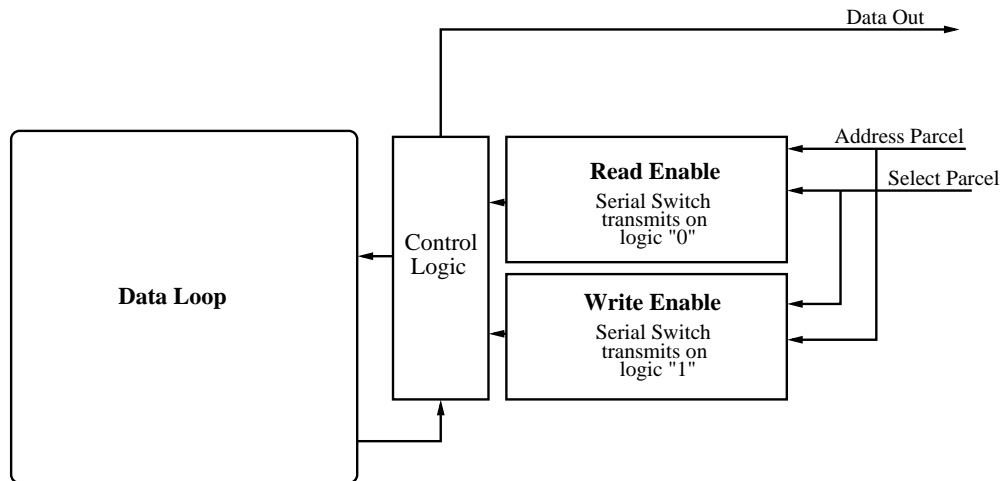 Data Out
Address Parcel
Select Parcel
Read Enable
Serial Switch
transmits on
logic "0"
Control
Logic
Data Loop
Write Enable
Serial Switch
transmits on
logic "1"